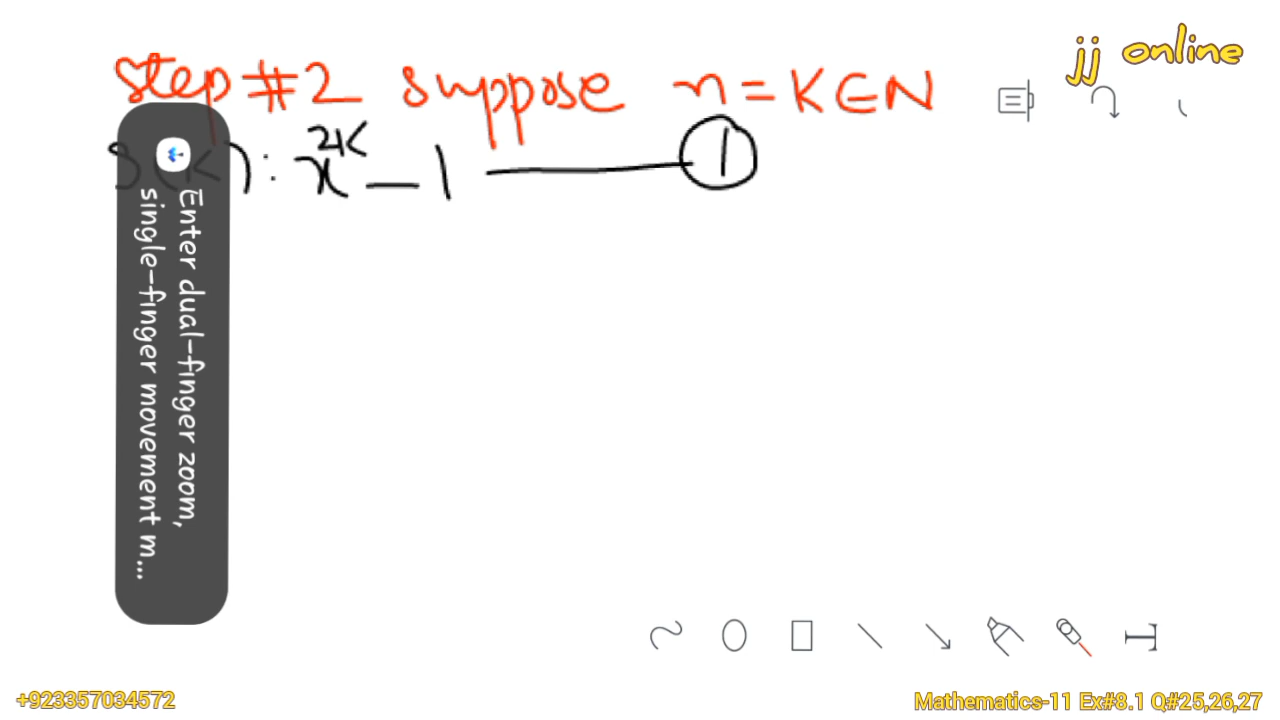 jj online
step #2 suppose n = K ∈ N
S(K): x^2K – 1 ——— ①
Enter dual-finger zoom,
single-finger movement m...
T
+923357034572
Mathematics-11 Ex#8.1 Q#25,26,27